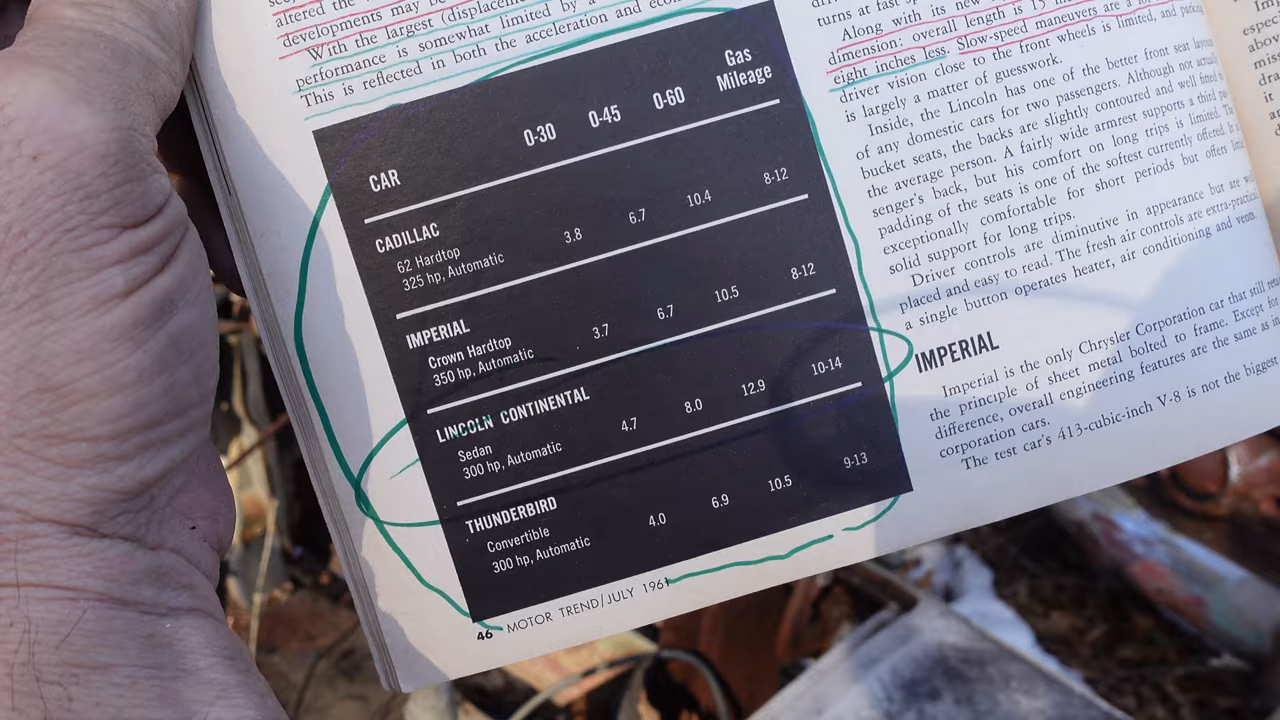 altered the
developments may be
With the largest (displacement
performance is somewhat limited by a
This is reflected in both the acceleration and
CAR 0-30 0-45 0-60 Gas Mileage
CADILLAC
62 Hardtop
325 hp, Automatic 3.8 6.7 10.4 8-12
IMPERIAL
Crown Hardtop
350 hp, Automatic 3.7 6.7 10.5 8-12
LINCOLN CONTINENTAL
Sedan
300 hp, Automatic 4.7 8.0 12.9 10-14
THUNDERBIRD
Convertible
300 hp, Automatic 4.0 6.9 10.5 9-13
46 MOTOR TREND/JULY 1961
turns at fast
Along with its new
dimension: overall length is 15
eight inches less. Slow-speed maneuvers are a
driver vision close to the front wheels is limited, and
is largely a matter of guesswork.
Inside, the Lincoln has one of the better front seat
of any domestic cars for two passengers. Although not
bucket seats, the backs are slightly contoured and well fitted
the average person. A fairly wide armrest supports a third
senger's back, but his comfort on long trips is limited.
padding of the seats is one of the softest currently offered.
exceptionally comfortable for short periods but offers
solid support for long trips.
Driver controls are diminutive in appearance but are
placed and easy to read. The fresh air controls are
a single button operates heater, air conditioning and vents.
IMPERIAL
Imperial is the only Chrysler Corporation car that still
the principle of sheet metal bolted to frame. Except for
difference, overall engineering features are the same as
corporation cars.
The test car's 413-cubic-inch V-8 is not the biggest